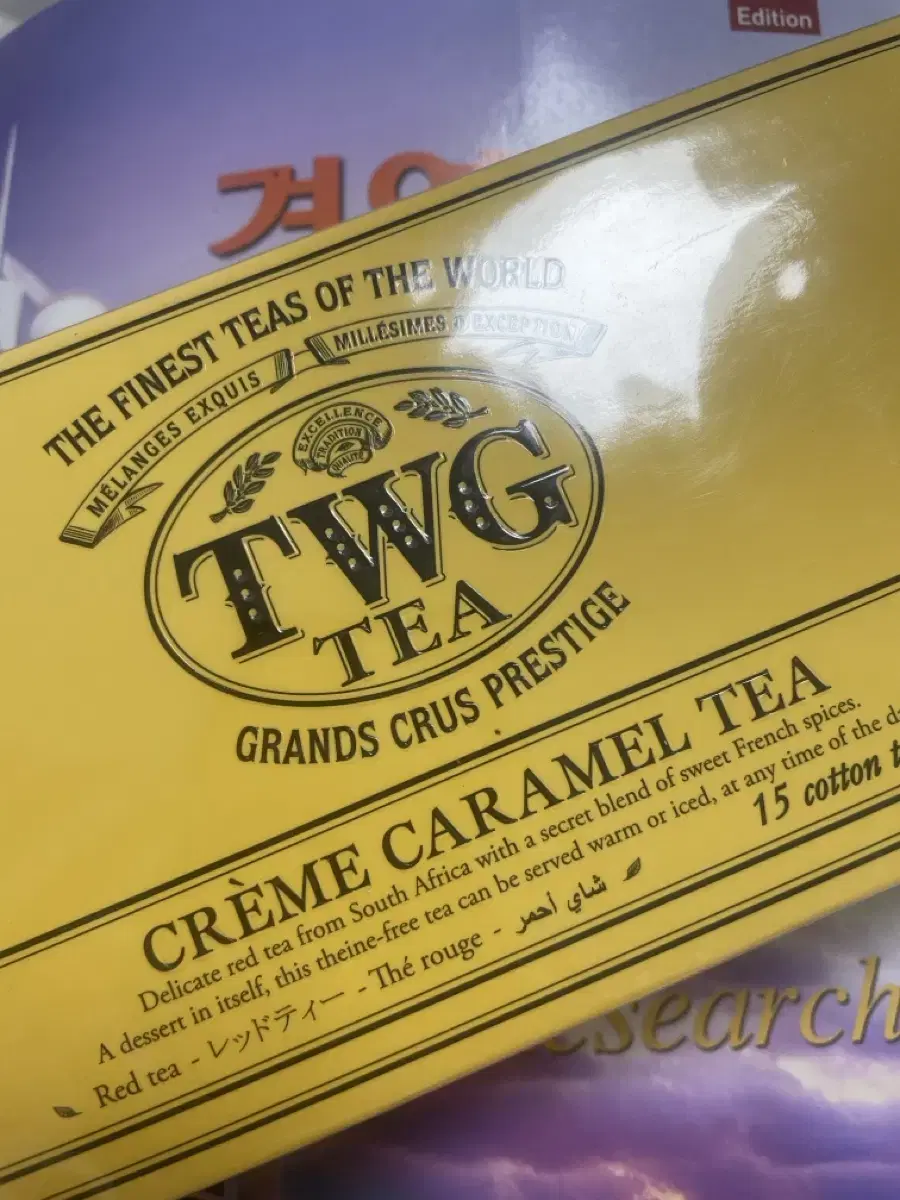 Edition
THE FINEST TEAS OF THE WORLD
MÉLANGES EXQUIS
MILLÉSIMES D'EXCEPTION
EXCELLENCE
TRADITION
QUALITÉ
TWG
TEA
GRANDS CRUS PRESTIGE
CRÈME CARAMEL TEA
Delicate red tea from South Africa with a secret blend of sweet French spices.
A dessert in itself, this theine-free tea can be served warm or iced, at any time of the
15 cotton
Red tea - レッドティー - Thé rouge - شاي أحمر